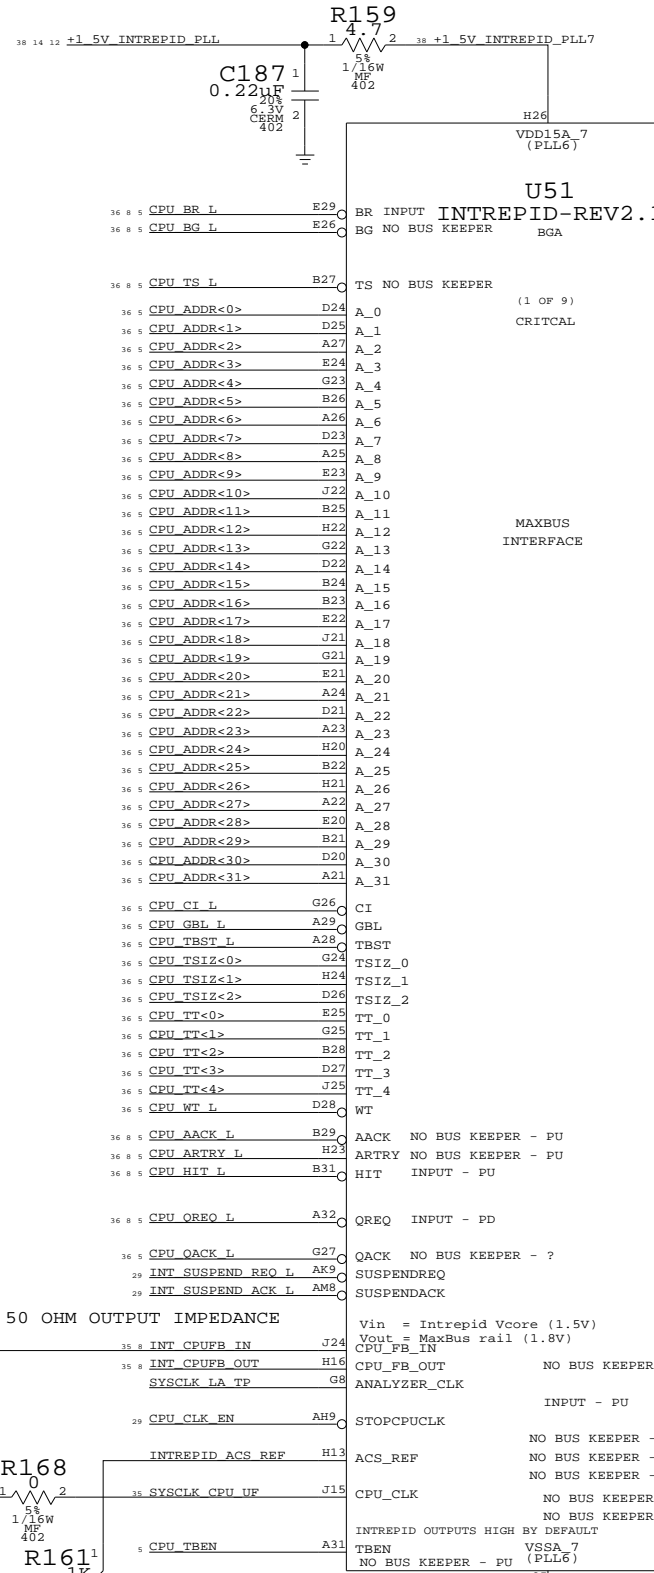 R159
4.7
38 14 12 +1_5V_INTREPID_PLL 1 2 38 +1_5V_INTREPID_PLL7
5%
1/16W
MF
402
C187 1
0.22uF
20%
6.3V
CERM 2
402
H26
VDD15A_7
(PLL6)
U51
INTREPID-REV2.1
BGA
36 8 5 CPU_BR_L E29 BR INPUT
36 8 5 CPU_BG_L E26 BG NO BUS KEEPER
36 8 5 CPU_TS_L B27 TS NO BUS KEEPER
(1 OF 9)
CRITCAL
36 5 CPU_ADDR<0> D24 A_0
36 5 CPU_ADDR<1> D25 A_1
36 5 CPU_ADDR<2> A27 A_2
36 5 CPU_ADDR<3> E24 A_3
36 5 CPU_ADDR<4> G23 A_4
36 5 CPU_ADDR<5> B26 A_5
36 5 CPU_ADDR<6> A26 A_6
36 5 CPU_ADDR<7> D23 A_7
36 5 CPU_ADDR<8> A25 A_8
36 5 CPU_ADDR<9> E23 A_9
36 5 CPU_ADDR<10> J22 A_10
36 5 CPU_ADDR<11> B25 A_11
36 5 CPU_ADDR<12> H22 A_12
36 5 CPU_ADDR<13> G22 A_13
36 5 CPU_ADDR<14> D22 A_14
36 5 CPU_ADDR<15> B24 A_15
36 5 CPU_ADDR<16> B23 A_16
36 5 CPU_ADDR<17> E22 A_17
36 5 CPU_ADDR<18> J21 A_18
36 5 CPU_ADDR<19> G21 A_19
36 5 CPU_ADDR<20> E21 A_20
36 5 CPU_ADDR<21> A24 A_21
36 5 CPU_ADDR<22> D21 A_22
36 5 CPU_ADDR<23> A23 A_23
36 5 CPU_ADDR<24> H20 A_24
36 5 CPU_ADDR<25> B22 A_25
36 5 CPU_ADDR<26> H21 A_26
36 5 CPU_ADDR<27> A22 A_27
36 5 CPU_ADDR<28> E20 A_28
36 5 CPU_ADDR<29> B21 A_29
36 5 CPU_ADDR<30> D20 A_30
36 5 CPU_ADDR<31> A21 A_31
MAXBUS
INTERFACE
36 5 CPU_CI_L G26 CI
36 5 CPU_GBL_L A29 GBL
36 5 CPU_TBST_L A28 TBST
36 5 CPU_TSIZ<0> G24 TSIZ_0
36 5 CPU_TSIZ<1> H24 TSIZ_1
36 5 CPU_TSIZ<2> D26 TSIZ_2
36 5 CPU_TT<0> E25 TT_0
36 5 CPU_TT<1> G25 TT_1
36 5 CPU_TT<2> B28 TT_2
36 5 CPU_TT<3> D27 TT_3
36 5 CPU_TT<4> J25 TT_4
36 5 CPU_WT_L D28 WT
36 8 5 CPU_AACK_L B29 AACK NO BUS KEEPER - PU
36 8 5 CPU_ARTRY_L H23 ARTRY NO BUS KEEPER - PU
36 8 5 CPU_HIT_L B31 HIT INPUT - PU
36 8 5 CPU_QREQ_L A32 QREQ INPUT - PD
36 5 CPU_QACK_L G27 QACK NO BUS KEEPER - ?
29 INT_SUSPEND_REQ_L AK9 SUSPENDREQ
29 INT_SUSPEND_ACK_L AM8 SUSPENDACK
50 OHM OUTPUT IMPEDANCE
Vin = Intrepid Vcore (1.5V)
Vout = MaxBus rail (1.8V)
35 8 INT_CPUFB_IN J24 CPU_FB_IN
35 8 INT_CPUFB_OUT H16 CPU_FB_OUT NO BUS KEEPER
SYSCLK_LA_TP G8 ANALYZER_CLK
INPUT - PU
29 CPU_CLK_EN AH9 STOPCPUCLK
NO BUS KEEPER -
INTREPID_ACS_REF H13 ACS_REF NO BUS KEEPER -
NO BUS KEEPER -
R168
0
1 2 35 SYSCLK_CPU_UF J15 CPU_CLK NO BUS KEEPER
5%
1/16W
MF
402
NO BUS KEEPER
INTREPID OUTPUTS HIGH BY DEFAULT
5 CPU_TBEN A31 TBEN VSSA_7
NO BUS KEEPER - PU (PLL6)
R161 1
1K